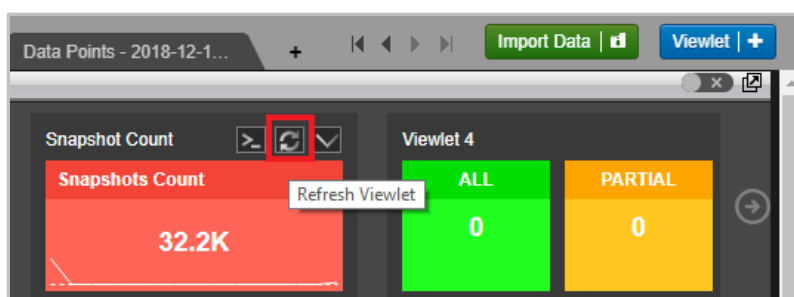 Data Points - 2018-12-1...
+
Import Data
Viewlet | +
Snapshot Count
>_
Viewlet 4
Snapshots Count
32.2K
Refresh Viewlet
ALL
0
PARTIAL
0